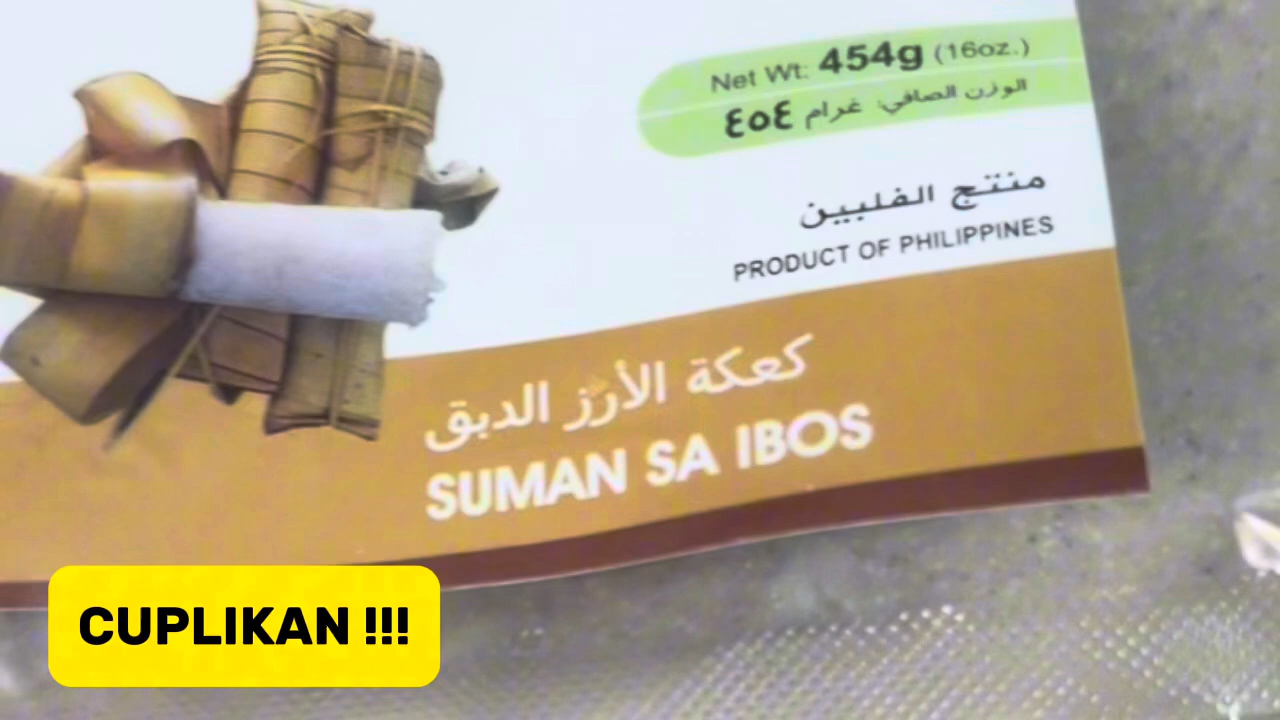 Net Wt: 454g (16oz.)
الوزن الصافي: غرام ٤٥٤
منتج الفلبين
PRODUCT OF PHILIPPINES
كعكة الأرز الدبق
SUMAN SA IBOS
CUPLIKAN !!!